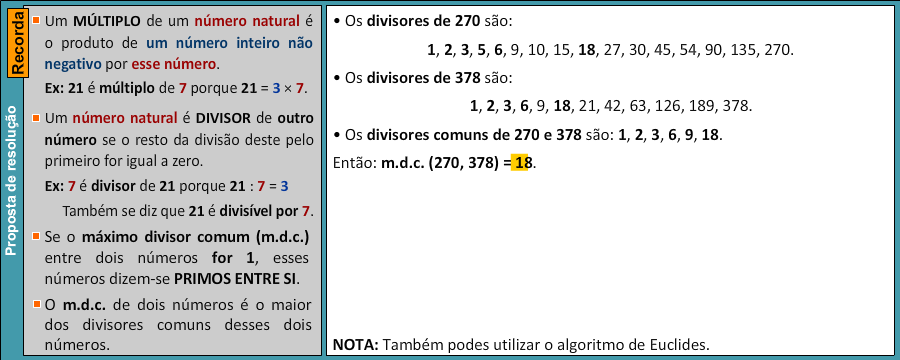 Recorda
Proposta de resolução
Um MÚLTIPLO de um número natural é
o produto de um número inteiro não
negativo por esse número.
Ex: 21 é múltiplo de 7 porque 21 = 3 × 7.
Um número natural é DIVISOR de outro
número se o resto da divisão deste pelo
primeiro for igual a zero.
Ex: 7 é divisor de 21 porque 21 : 7 = 3
Também se diz que 21 é divisível por 7.
Se o máximo divisor comum (m.d.c.)
entre dois números for 1, esses
números dizem-se PRIMOS ENTRE SI.
O m.d.c. de dois números é o maior
dos divisores comuns desses dois
números.
• Os divisores de 270 são:
1, 2, 3, 5, 6, 9, 10, 15, 18, 27, 30, 45, 54, 90, 135, 270.
• Os divisores de 378 são:
1, 2, 3, 6, 9, 18, 21, 42, 63, 126, 189, 378.
• Os divisores comuns de 270 e 378 são: 1, 2, 3, 6, 9, 18.
Então: m.d.c. (270, 378) = 18.
NOTA: Também podes utilizar o algoritmo de Euclides.